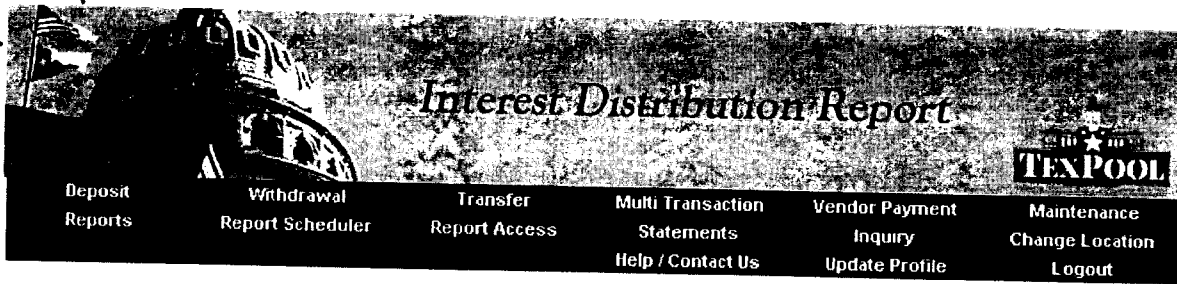 Interest Distribution Report
TEXPOOL
Deposit Withdrawal Transfer Multi Transaction Vendor Payment Maintenance
Reports Report Scheduler Report Access Statements Inquiry Change Location
Help / Contact Us Update Profile Logout